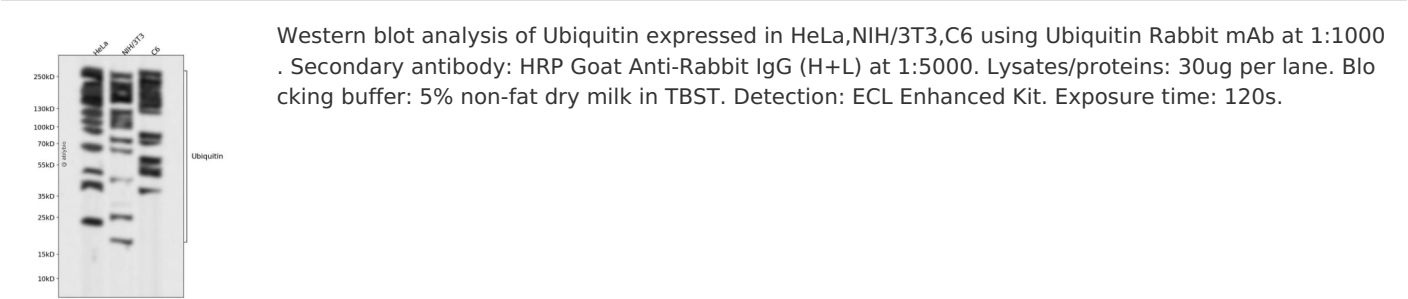 HeLa NIH/3T3 C6
250kD
130kD
100kD
70kD
55kD
35kD
25kD
15kD
10kD
Ubiquitin
Western blot analysis of Ubiquitin expressed in HeLa,NIH/3T3,C6 using Ubiquitin Rabbit mAb at 1:1000
. Secondary antibody: HRP Goat Anti-Rabbit IgG (H+L) at 1:5000. Lysates/proteins: 30ug per lane. Blo
cking buffer: 5% non-fat dry milk in TBST. Detection: ECL Enhanced Kit. Exposure time: 120s.